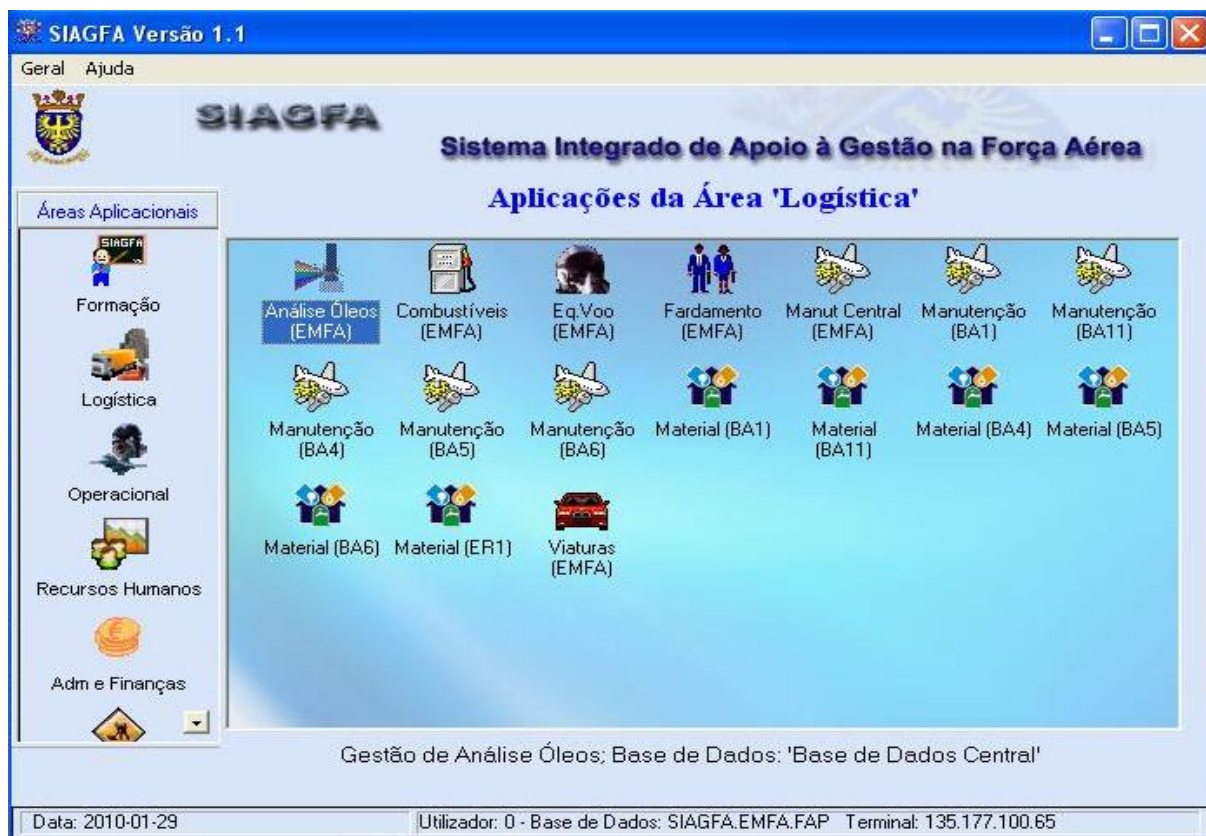 SIAGFA Versão 1.1
Geral Ajuda
SIAGFA
Sistema Integrado de Apoio à Gestão na Força Aérea
Áreas Aplicacionais
Aplicações da Área 'Logística'
SIAGFA
Formação
Logística
Operacional
Recursos Humanos
Adm e Finanças
Análise Óleos
(EMFA)
Combustíveis
(EMFA)
Eq.Voo
(EMFA)
Fardamento
(EMFA)
Manut Central
(EMFA)
Manutenção
(BA1)
Manutenção
(BA11)
Manutenção
(BA4)
Manutenção
(BA5)
Manutenção
(BA6)
Material (BA1)
Material
(BA11)
Material (BA4)
Material (BA5)
Material (BA6)
Material (ER1)
Viaturas
(EMFA)
Gestão de Análise Óleos; Base de Dados: 'Base de Dados Central'
Data: 2010-01-29
Utilizador: 0 - Base de Dados: SIAGFA.EMFA.FAP Terminal: 135.177.100.65